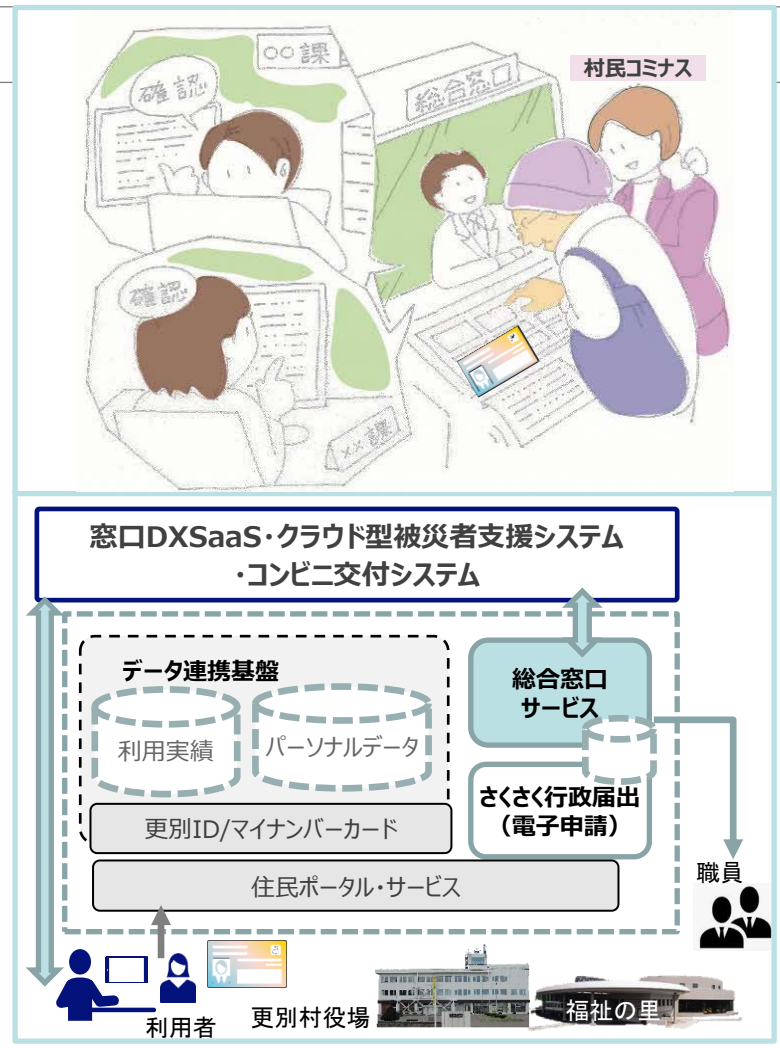 ○○課
村民コミナス
確認
総合窓口
確認
××課
窓口DXSaaS・クラウド型被災者支援システム
・コンビニ交付システム
データ連携基盤
利用実績
パーソナルデータ
総合窓口
サービス
さくさく行政届出
（電子申請）
更別ID/マイナンバーカード
住民ポータル・サービス
職員
利用者
更別村役場
福祉の里